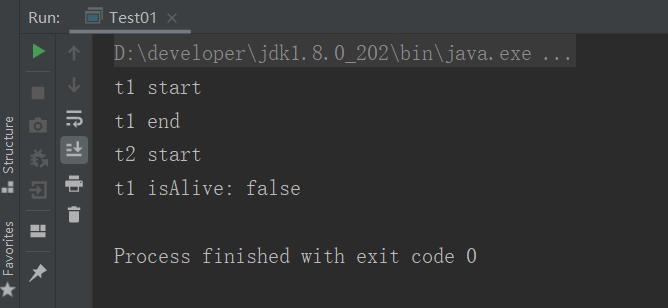 Run: Test01 ×
D:\developer\jdk1.8.0_202\bin\java.exe ...
t1 start
t1 end
t2 start
t1 isAlive: false
Process finished with exit code 0
Structure
Favorites